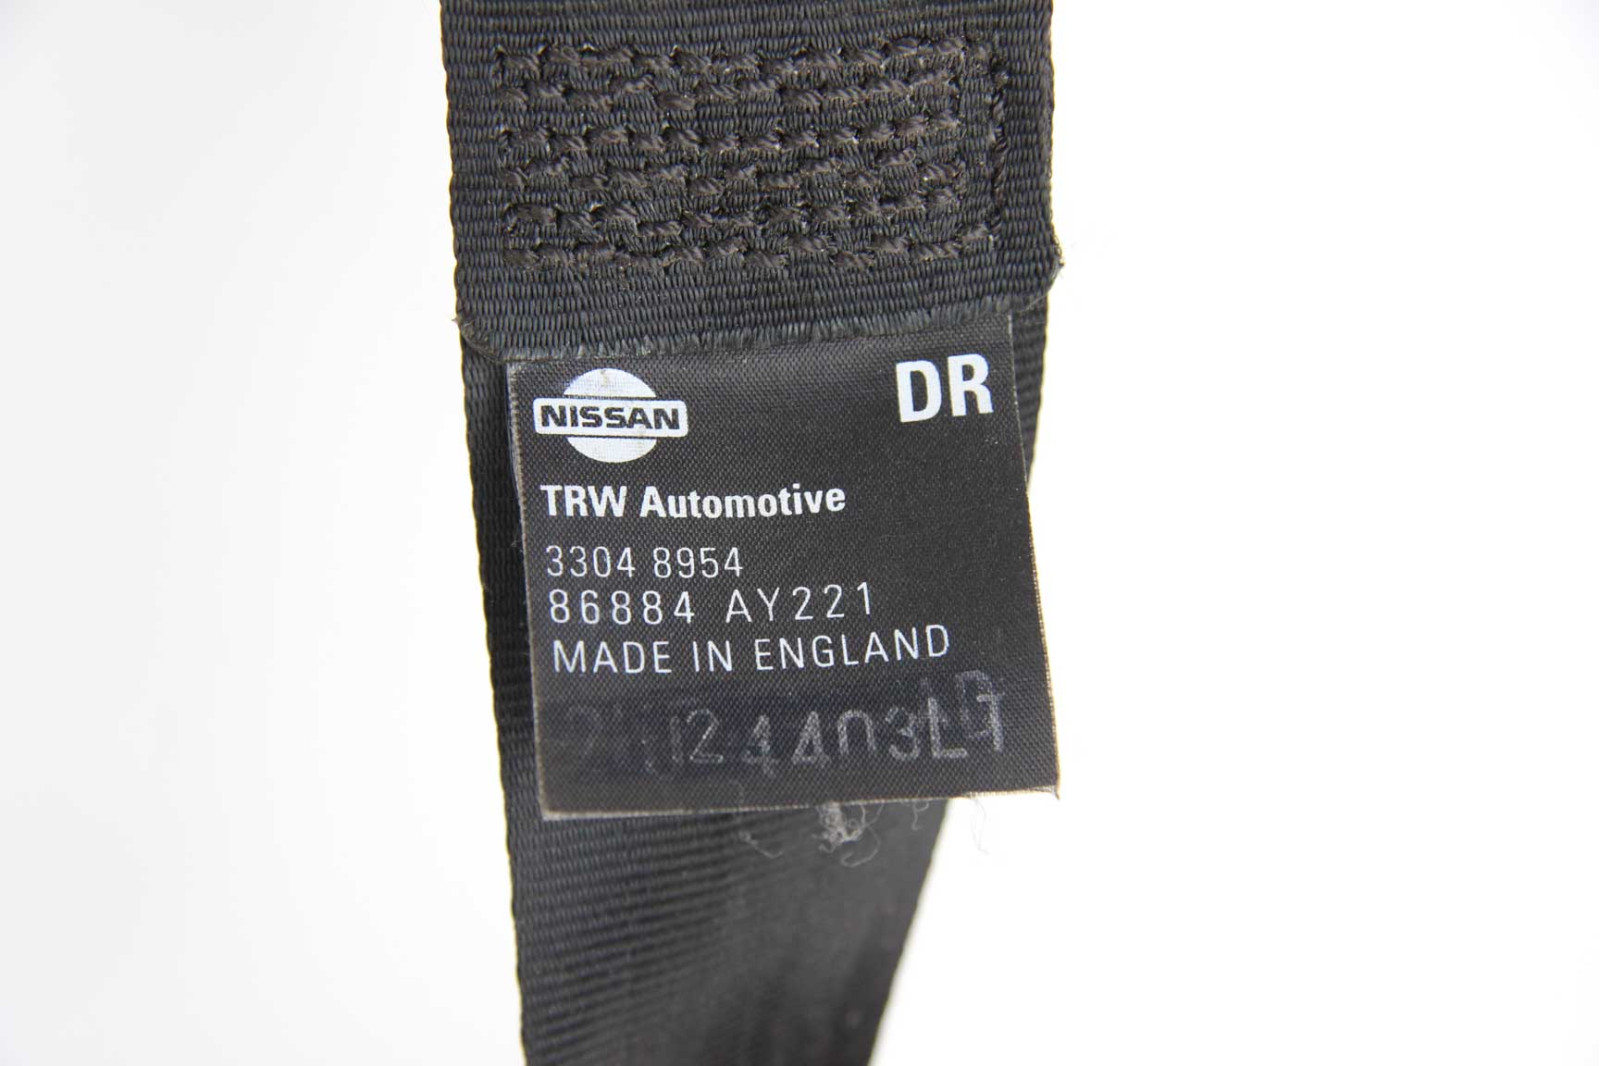 NISSAN
DR
TRW Automotive
3304 8954
86884 AY221
MADE IN ENGLAND